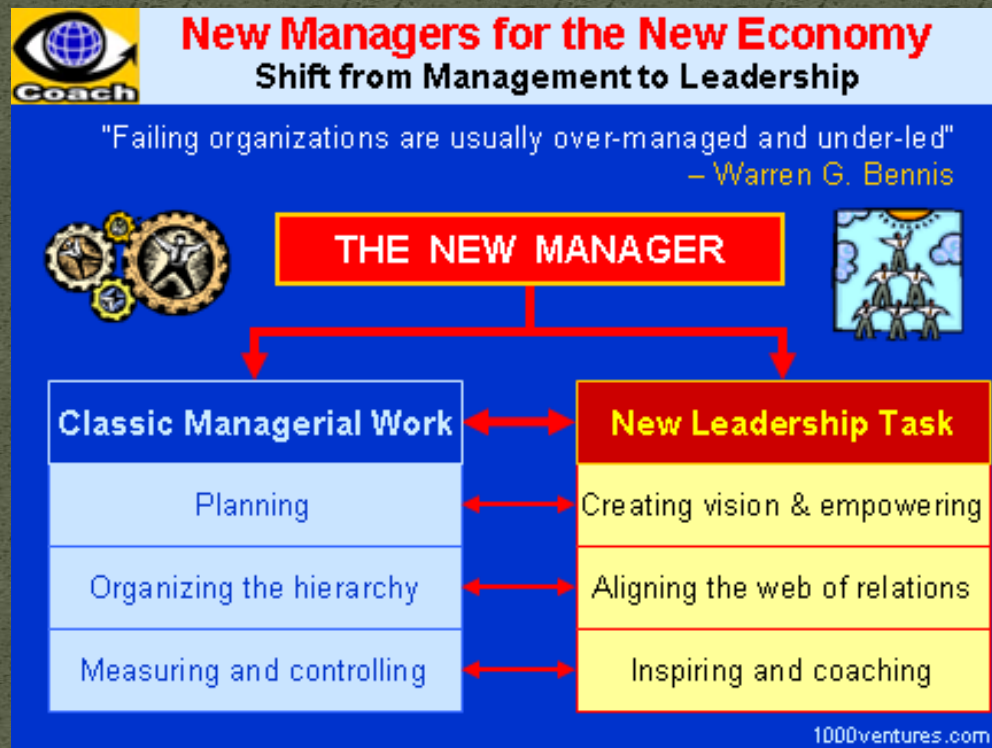 Coach
New Managers for the New Economy
Shift from Management to Leadership
"Failing organizations are usually over-managed and under-led"
– Warren G. Bennis
THE NEW MANAGER
Classic Managerial Work
New Leadership Task
Planning
Creating vision & empowering
Organizing the hierarchy
Aligning the web of relations
Measuring and controlling
Inspiring and coaching
1000ventures.com